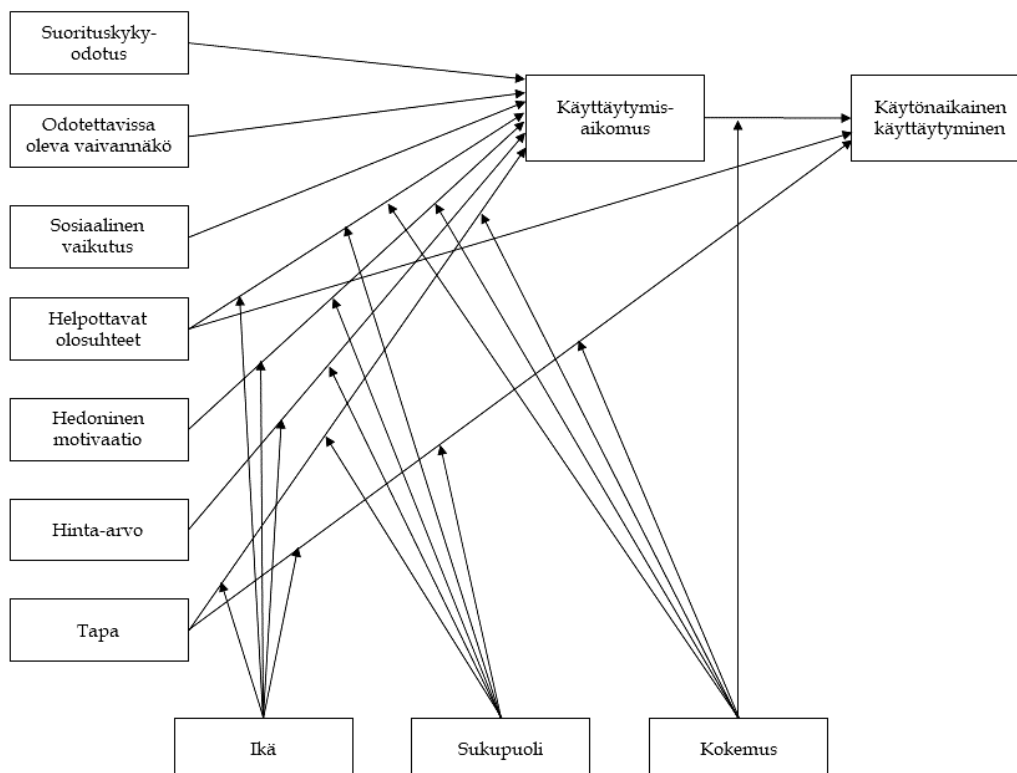 Suorituskyky-
odotus
Odotettavissa
oleva vaivannäkö
Sosiaalinen
vaikutus
Helpottavat
olosuhteet
Hedoninen
motivaatio
Hinta-arvo
Tapa
Käyttäytymis-
aikomus
Käytönaikainen
käyttäytyminen
Ikä
Sukupuoli
Kokemus